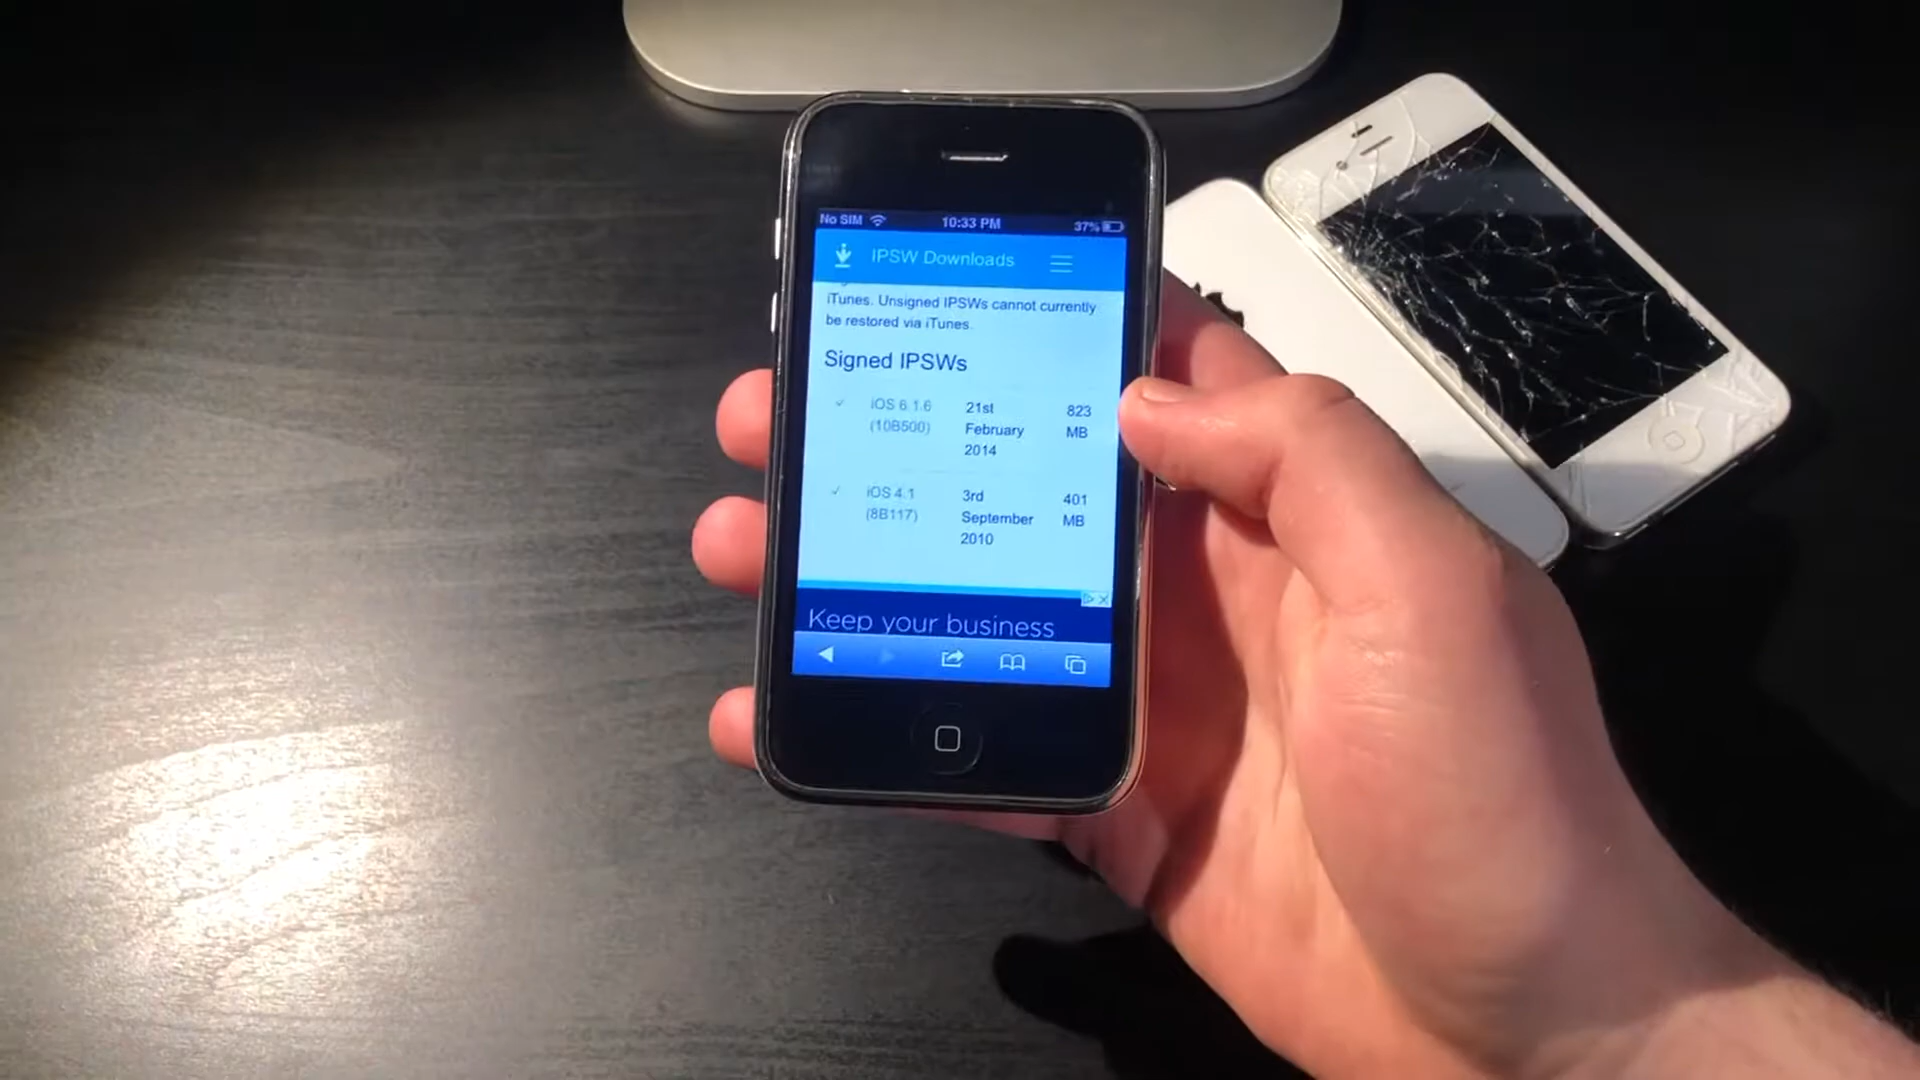 No SIM 10:33 PM 37%
IPSW Downloads
iTunes. Unsigned IPSWs cannot currently
be restored via iTunes.
Signed IPSWs
iOS 6.1.6 21st 823
(10B500) February MB
2014
iOS 4.1 3rd 401
(8B117) September MB
2010
Keep your business